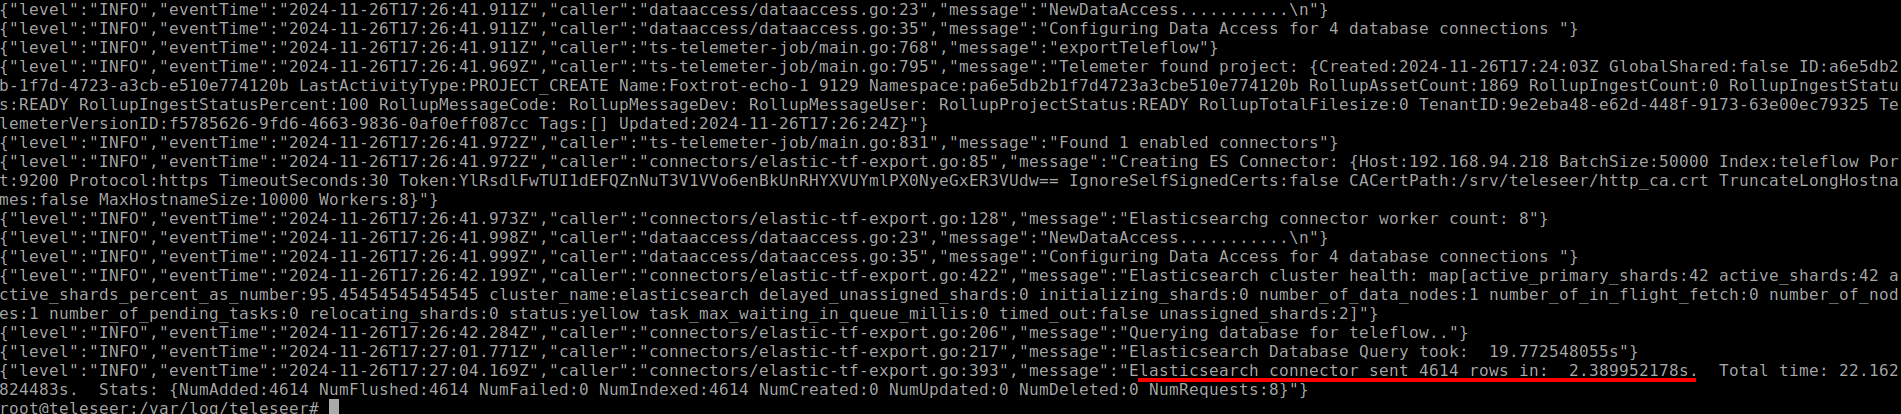 {"level":"INFO","eventTime":"2024-11-26T17:26:41.911Z","caller":"dataaccess/dataaccess.go:23","message":"NewDataAccess...........\n"}
{"level":"INFO","eventTime":"2024-11-26T17:26:41.911Z","caller":"dataaccess/dataaccess.go:35","message":"Configuring Data Access for 4 database connections "}
{"level":"INFO","eventTime":"2024-11-26T17:26:41.911Z","caller":"ts-telemeter-job/main.go:768","message":"exportTeleflow"}
{"level":"INFO","eventTime":"2024-11-26T17:26:41.969Z","caller":"ts-telemeter-job/main.go:795","message":"Telemeter found project: {Created:2024-11-26T17:24:03Z GlobalShared:false ID:a6e5db2
b-1f7d-4723-a3cb-e510e774120b LastActivityType:PROJECT_CREATE Name:Foxtrot-echo-1 9129 Namespace:pa6e5db2b1f7d4723a3cbe510e774120b RollupAssetCount:1869 RollupIngestCount:0 RollupIngestStatu
s:READY RollupIngestStatusPercent:100 RollupMessageCode: RollupMessageDev: RollupMessageUser: RollupProjectStatus:READY RollupTotalFilesize:0 TenantID:9e2eba48-e62d-448f-9173-63e00ec79325 Te
lemeterVersionID:f5785626-9fd6-4663-9836-0af0eff087cc Tags:[] Updated:2024-11-26T17:26:24Z}"}
{"level":"INFO","eventTime":"2024-11-26T17:26:41.972Z","caller":"ts-telemeter-job/main.go:831","message":"Found 1 enabled connectors"}
{"level":"INFO","eventTime":"2024-11-26T17:26:41.972Z","caller":"connectors/elastic-tf-export.go:85","message":"Creating ES Connector: {Host:192.168.94.218 BatchSize:50000 Index:teleflow Por
t:9200 Protocol:https TimeoutSeconds:30 Token:YlRsdlFwTUI1dEFQZnNuT3V1VVo6enBkUnRHYXVUYmlPX0NyeGxER3VUdw== IgnoreSelfSignedCerts:false CACertPath:/srv/teleseer/http_ca.crt TruncateLongHostna
mes:false MaxHostnameSize:10000 Workers:8}"}
{"level":"INFO","eventTime":"2024-11-26T17:26:41.973Z","caller":"connectors/elastic-tf-export.go:128","message":"Elasticsearchg connector worker count: 8"}
{"level":"INFO","eventTime":"2024-11-26T17:26:41.998Z","caller":"dataaccess/dataaccess.go:23","message":"NewDataAccess...........\n"}
{"level":"INFO","eventTime":"2024-11-26T17:26:41.999Z","caller":"dataaccess/dataaccess.go:35","message":"Configuring Data Access for 4 database connections "}
{"level":"INFO","eventTime":"2024-11-26T17:26:42.199Z","caller":"connectors/elastic-tf-export.go:422","message":"Elasticsearch cluster health: map[active_primary_shards:42 active_shards:42 a
ctive_shards_percent_as_number:95.45454545454545 cluster_name:elasticsearch delayed_unassigned_shards:0 initializing_shards:0 number_of_data_nodes:1 number_of_in_flight_fetch:0 number_of_nod
es:1 number_of_pending_tasks:0 relocating_shards:0 status:yellow task_max_waiting_in_queue_millis:0 timed_out:false unassigned_shards:2]"}
{"level":"INFO","eventTime":"2024-11-26T17:26:42.284Z","caller":"connectors/elastic-tf-export.go:206","message":"Querying database for teleflow.."}
{"level":"INFO","eventTime":"2024-11-26T17:27:01.771Z","caller":"connectors/elastic-tf-export.go:217","message":"Elasticsearch Database Query took:  19.772548055s"}
{"level":"INFO","eventTime":"2024-11-26T17:27:04.169Z","caller":"connectors/elastic-tf-export.go:393","message":"Elasticsearch connector sent 4614 rows in:  2.389952178s.  Total time: 22.162
824483s.  Stats: {NumAdded:4614 NumFlushed:4614 NumFailed:0 NumIndexed:4614 NumCreated:0 NumUpdated:0 NumDeleted:0 NumRequests:8}"}
root@teleseer:/var/log/teleseer#